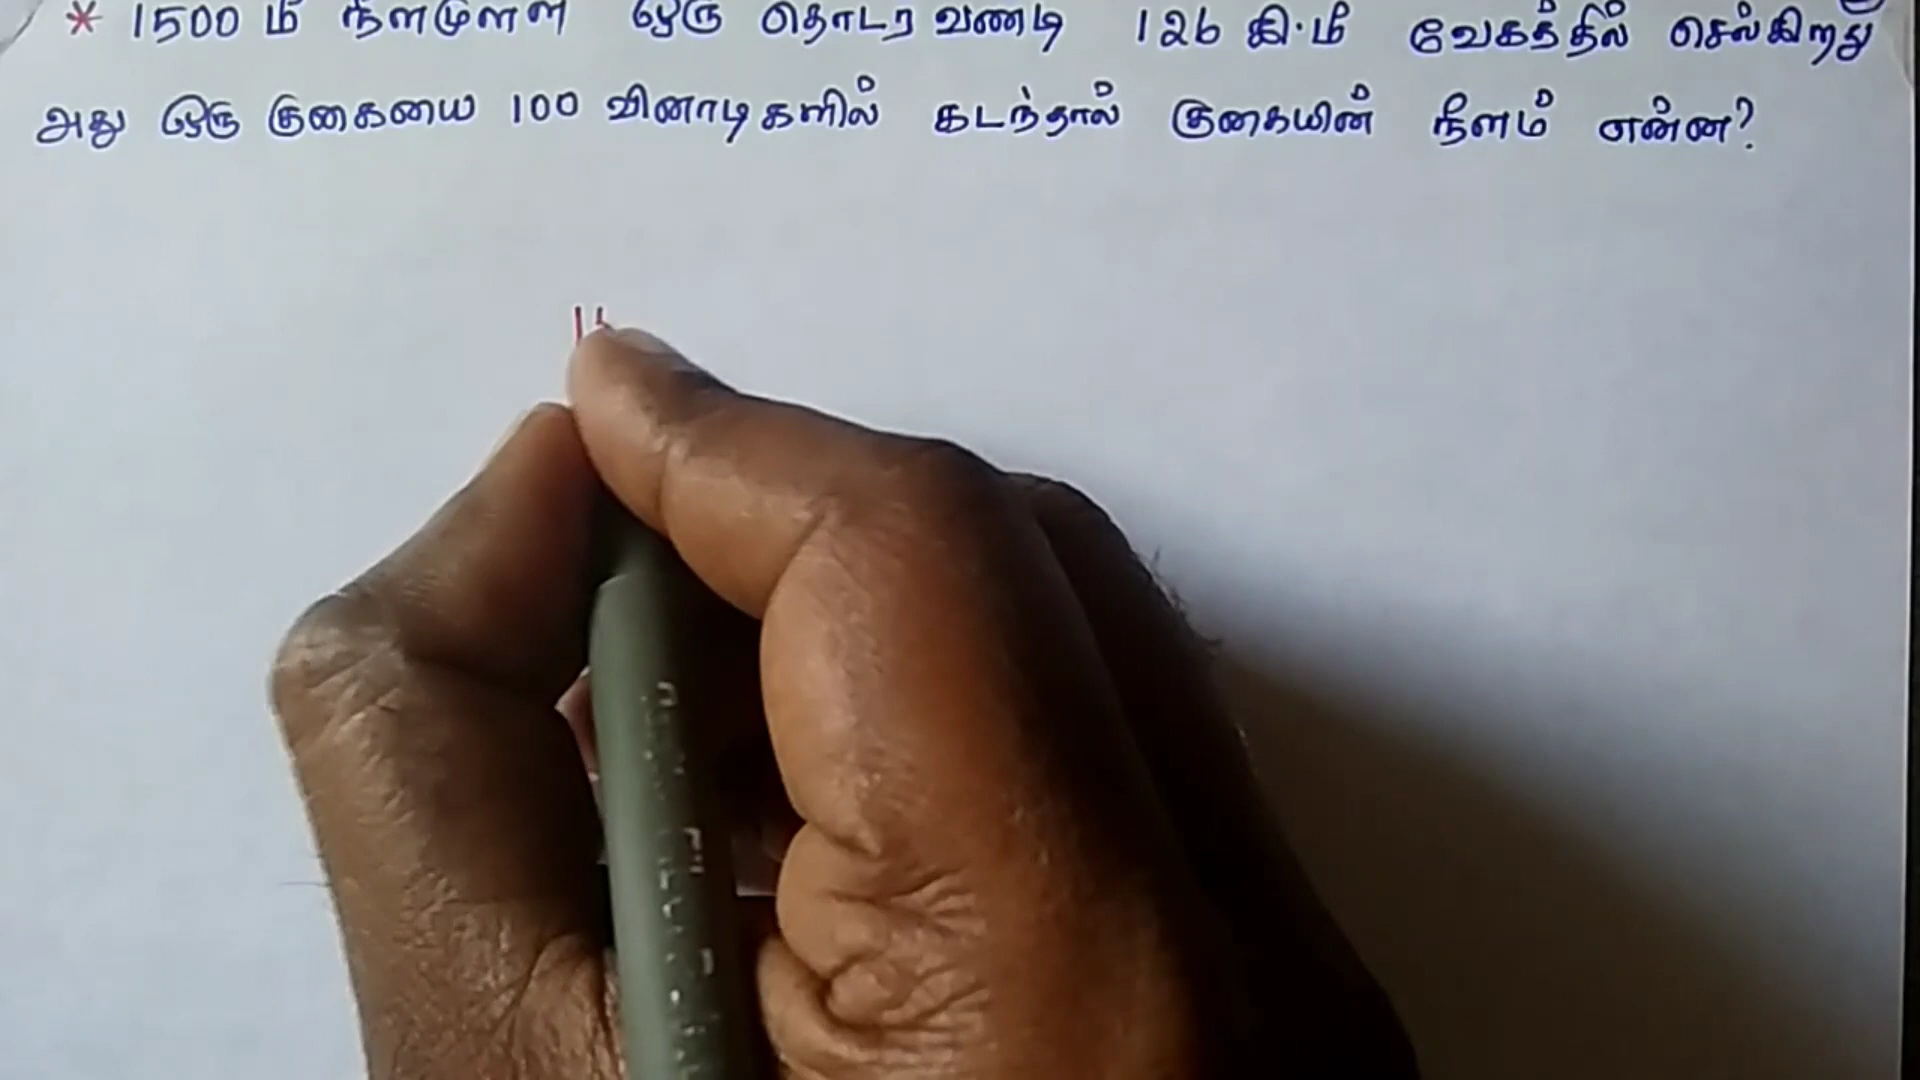 * 1500 மீ நீளமுள்ள ஒரு தொடர் வண்டி 126 கி.மீ வேகத்தில் செல்கிறது
அது ஒரு குகையை 100 வினாடிகளில் கடந்தால் குகையின் நீளம் என்ன?